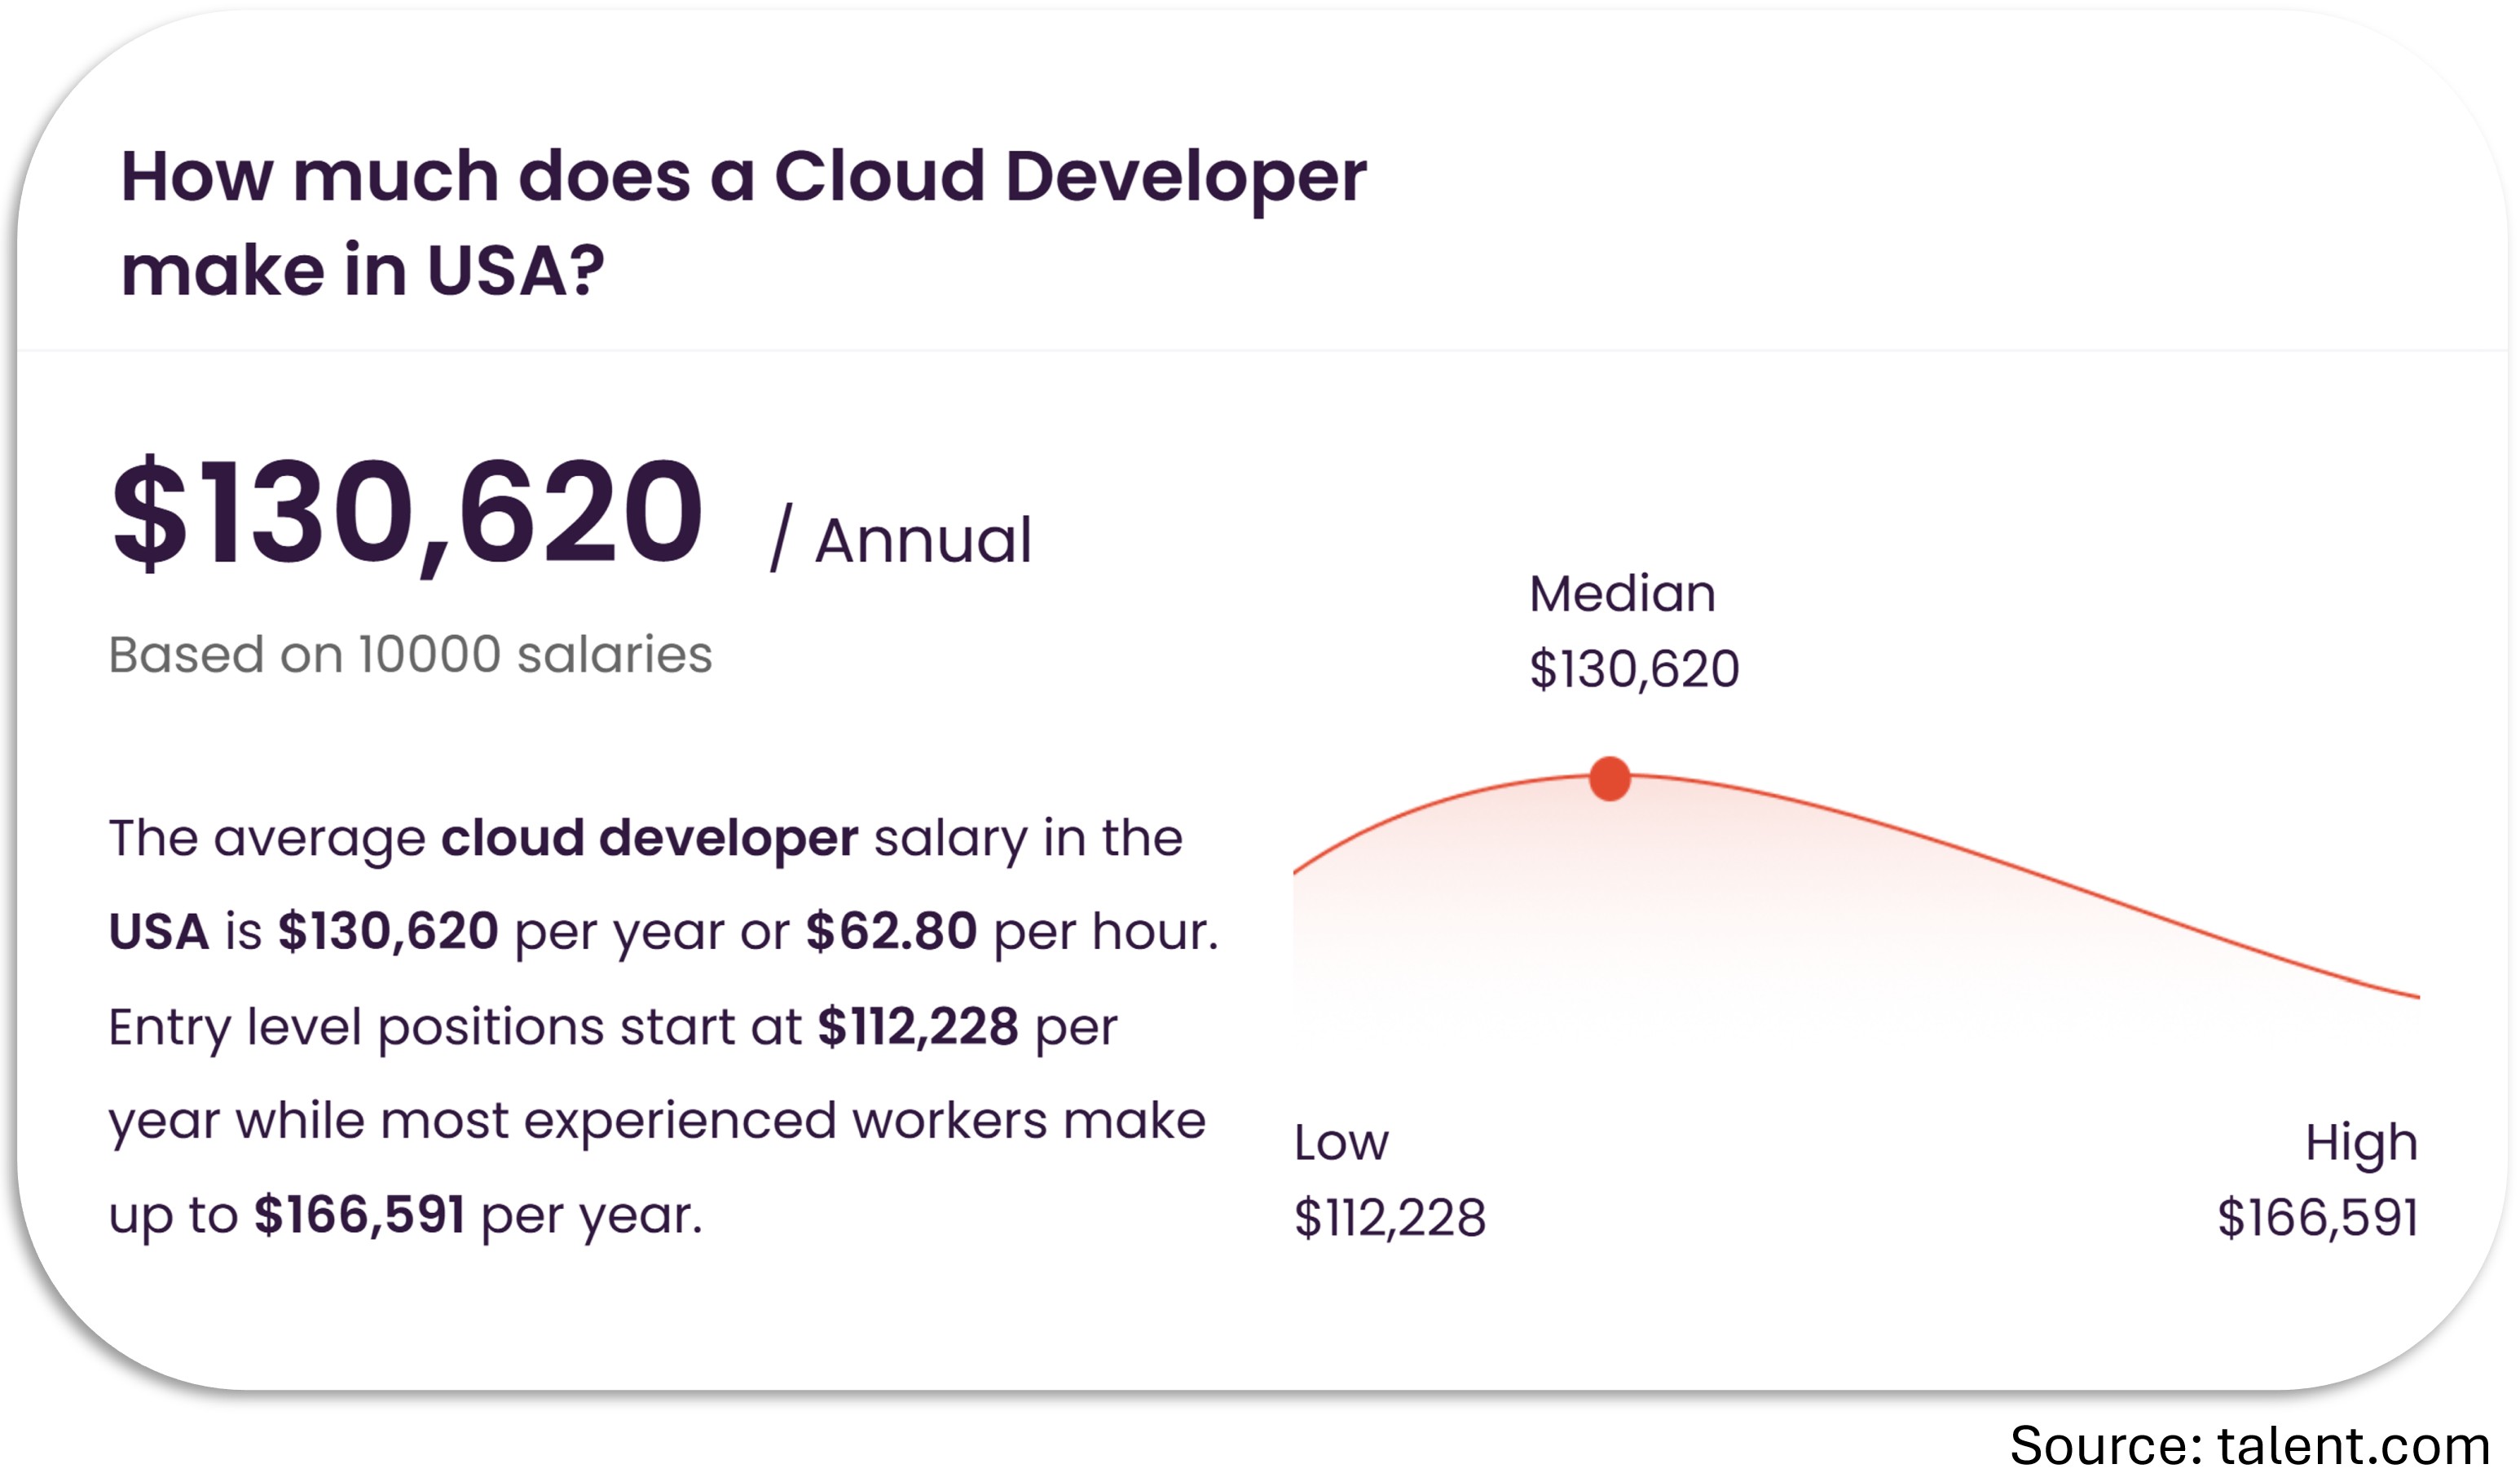 How much does a Cloud Developer
make in USA?
$130,620 / Annual
Based on 10000 salaries
The average cloud developer salary in the
USA is $130,620 per year or $62.80 per hour.
Entry level positions start at $112,228 per
year while most experienced workers make
up to $166,591 per year.
Median
$130,620
Low
$112,228
High
$166,591
Source: talent.com